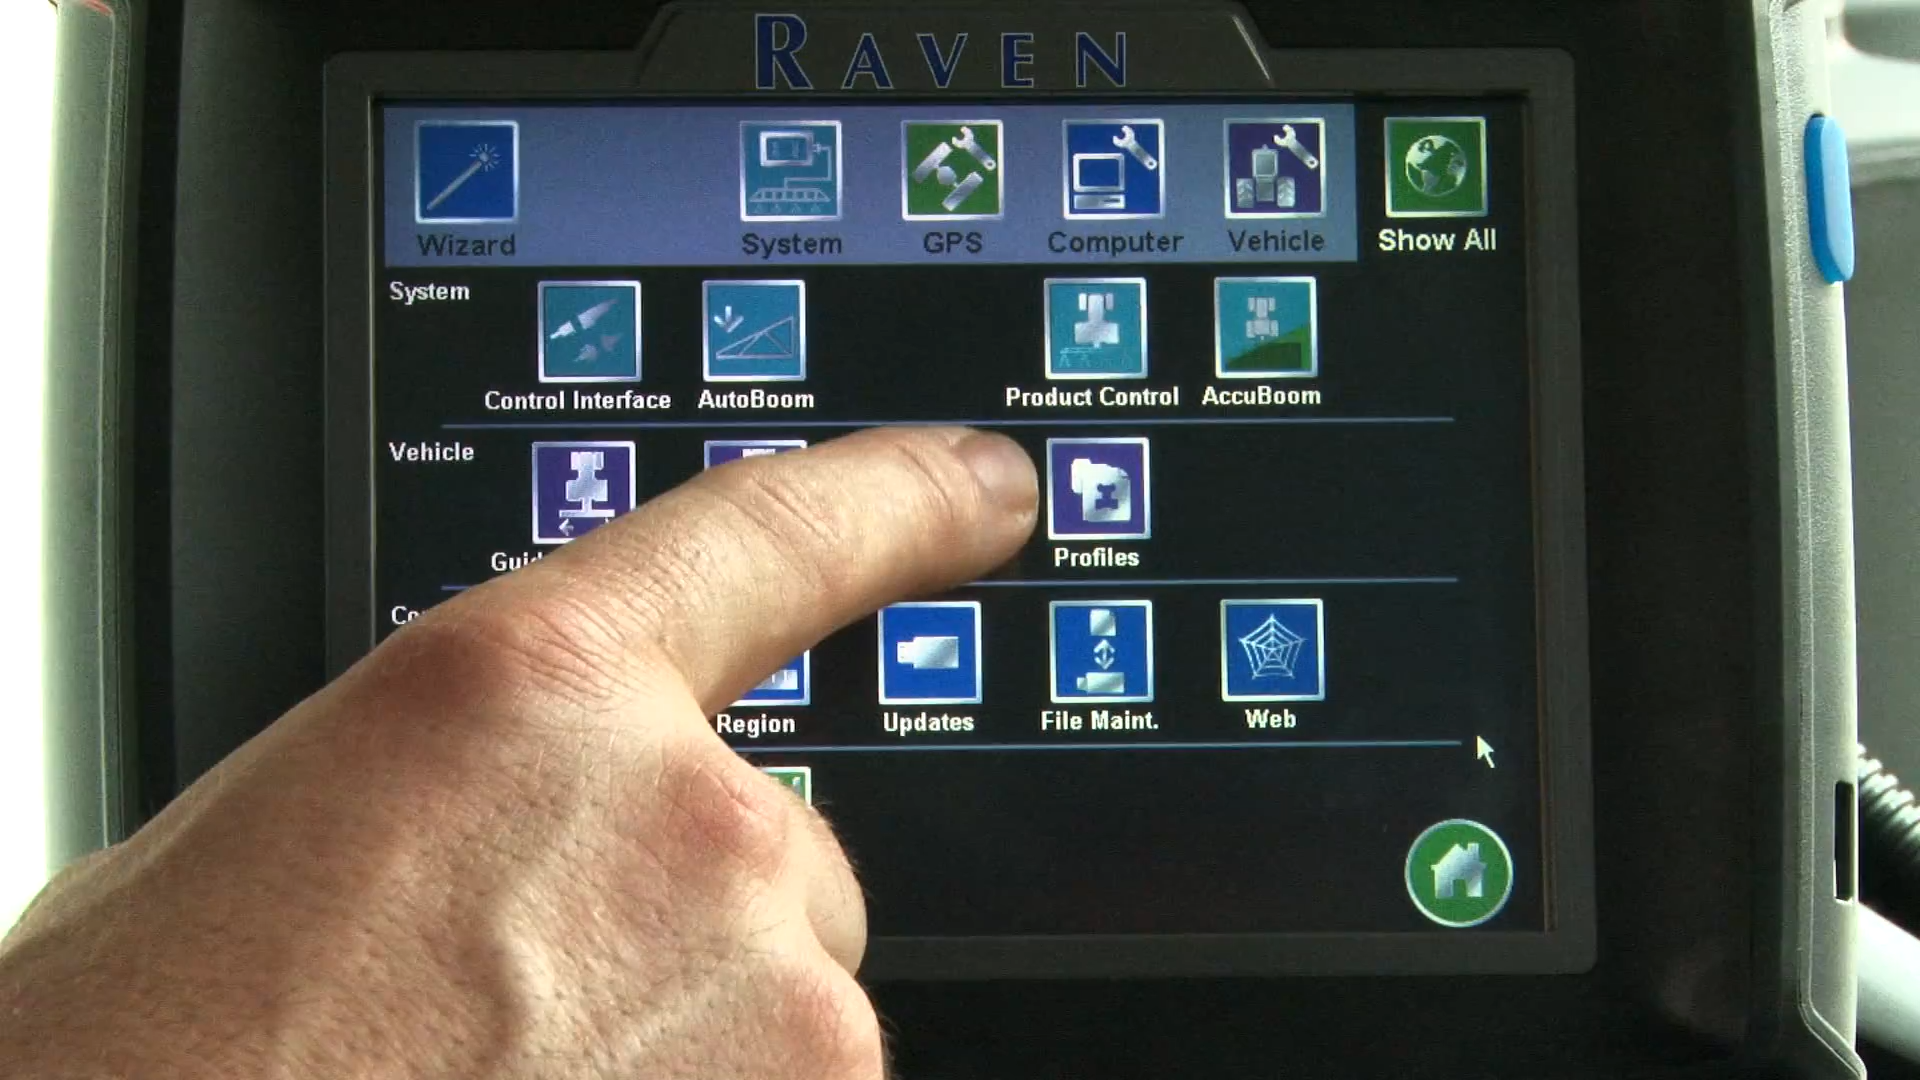 RAVEN
Wizard System GPS Computer Vehicle Show All
System
Control Interface AutoBoom Product Control AccuBoom
Vehicle
Profiles
Region Updates File Maint. Web